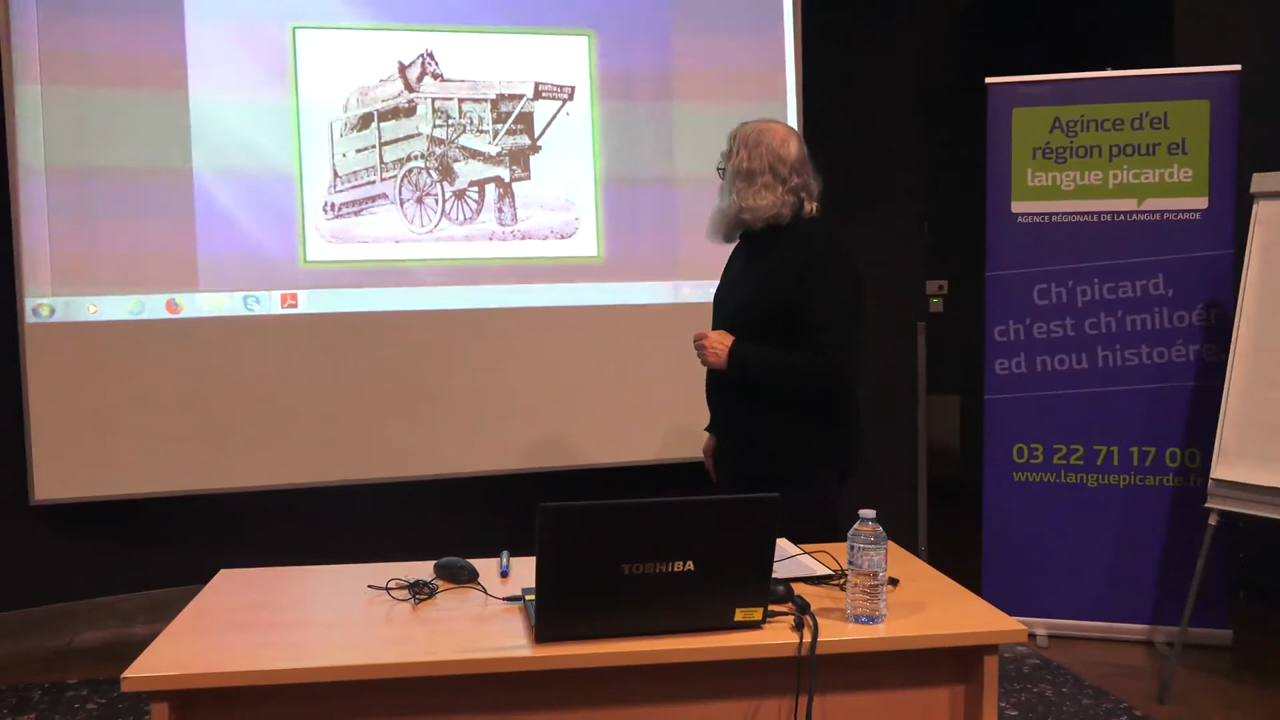 Agince d'el
région pour el
langue picarde
AGENCE RÉGIONALE DE LA LANGUE PICARDE
Ch'picard,
ch'est ch'miloér
ed nou histoére.
03 22 71 17 00
www.languepicarde.fr
TOSHIBA